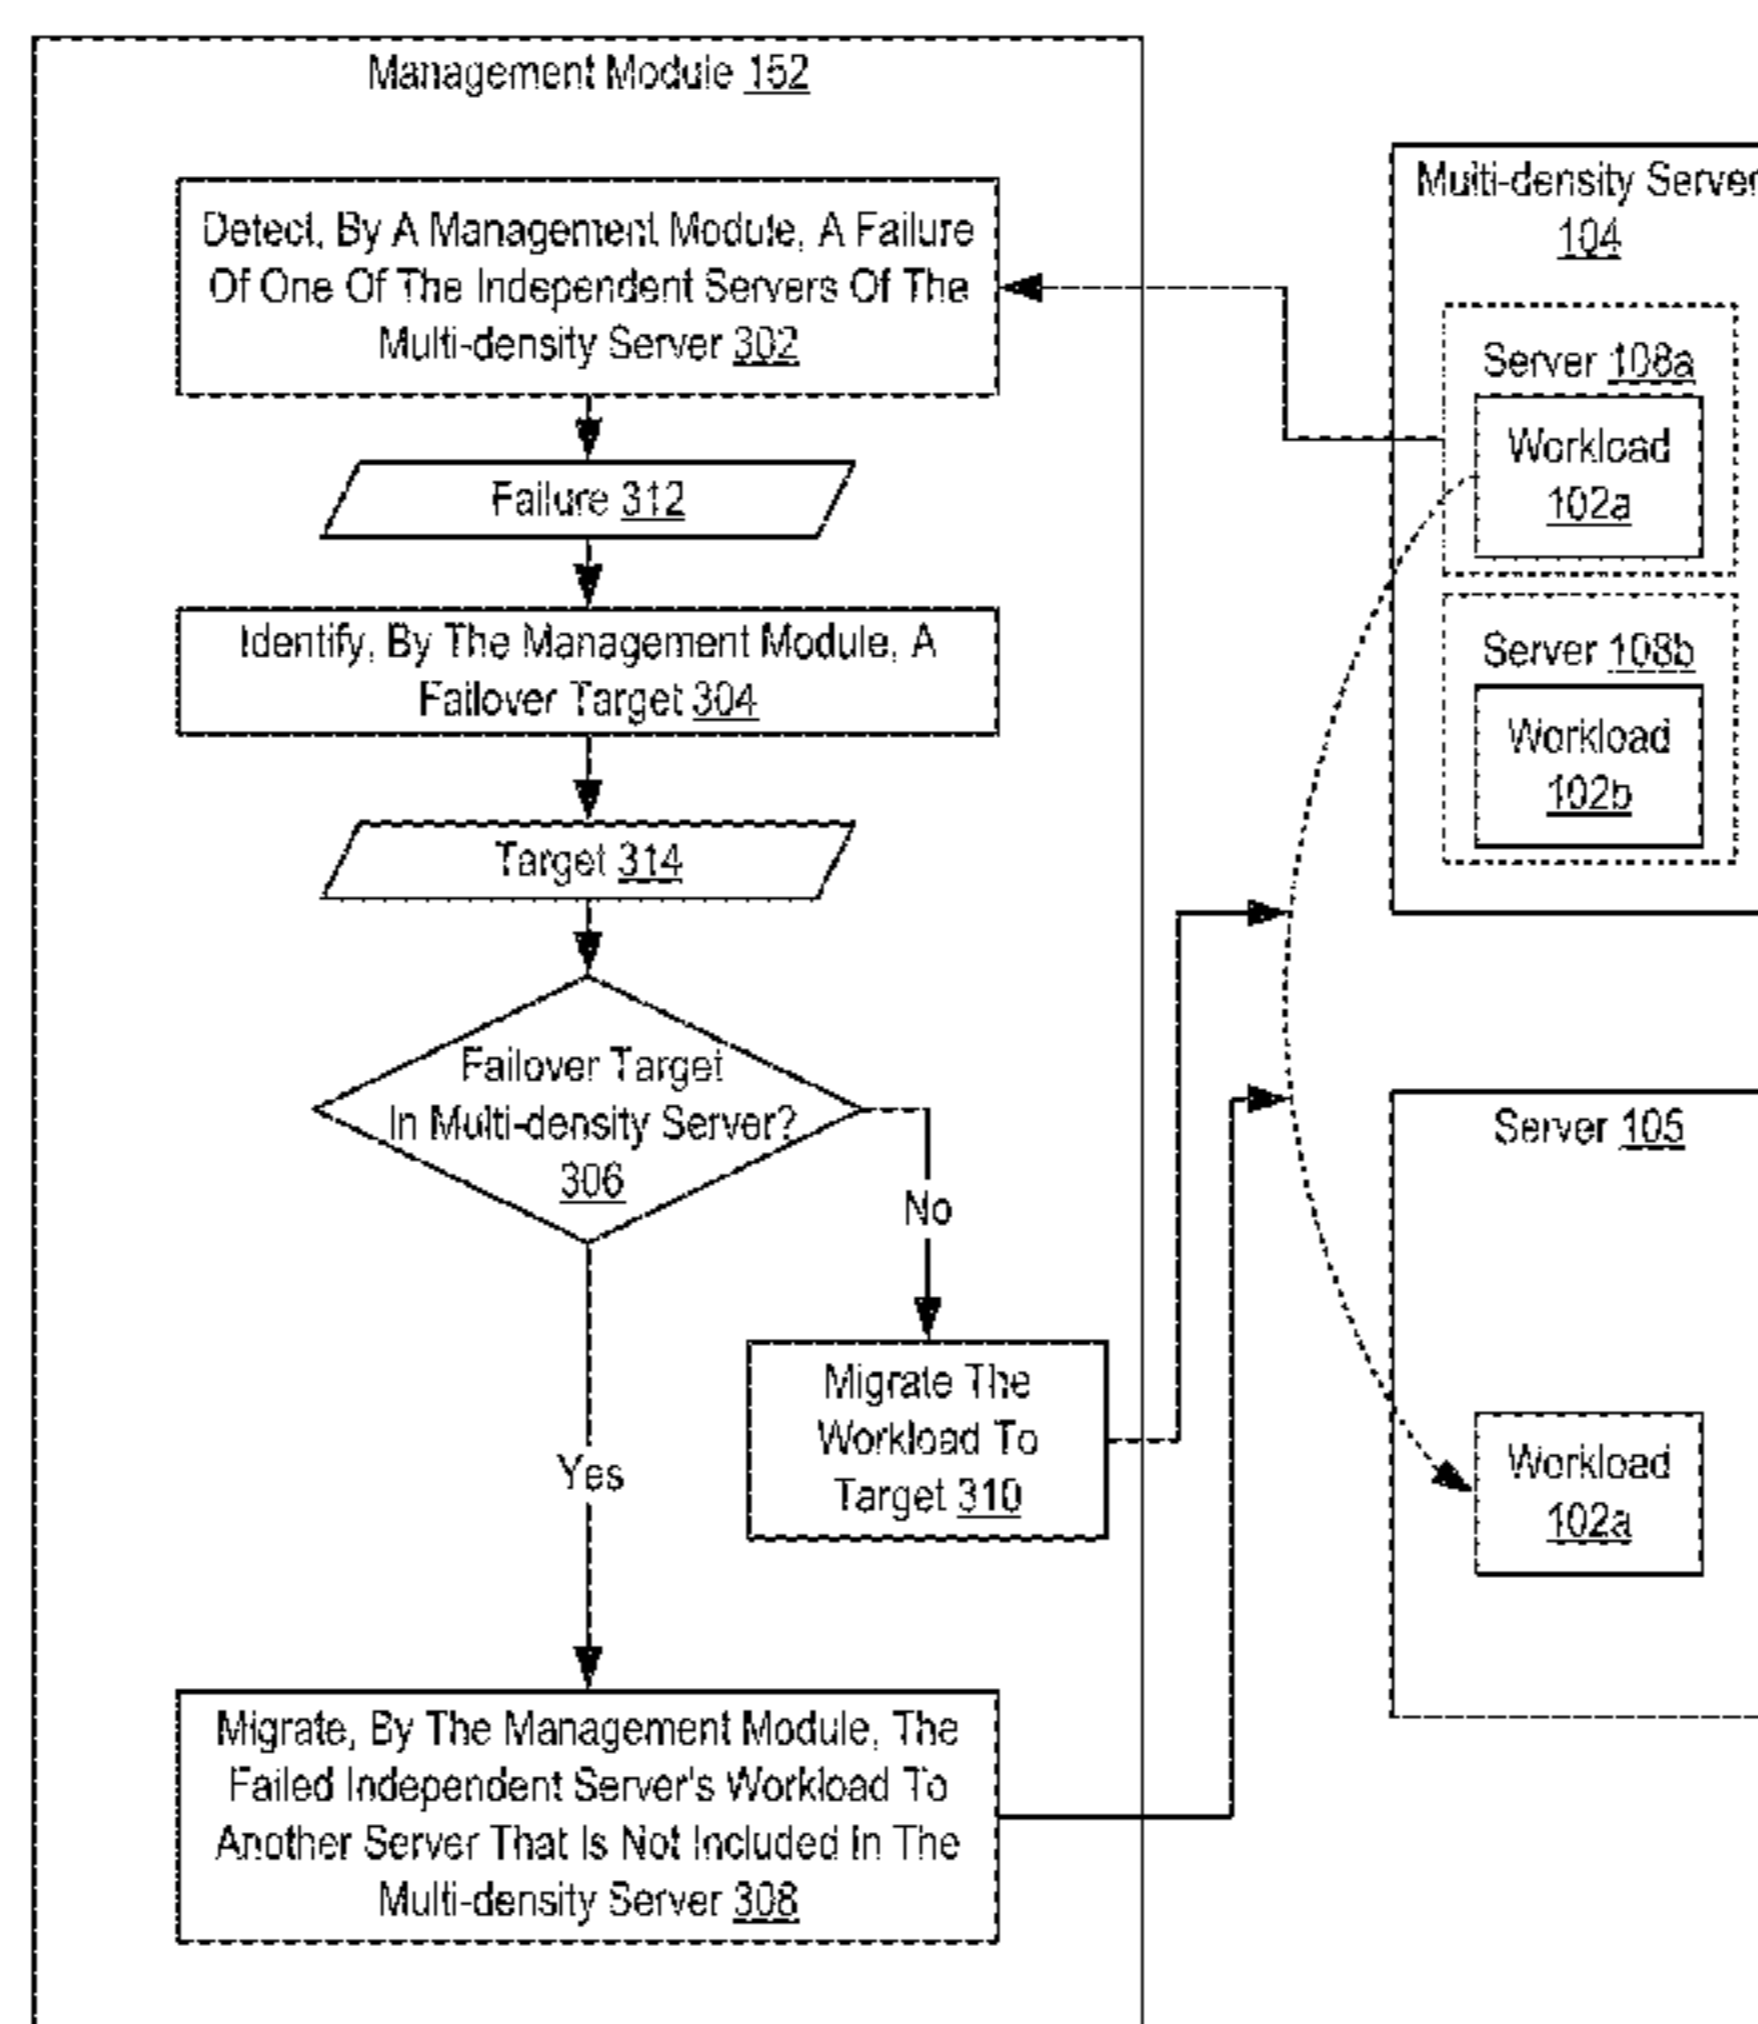 Management Module 152
Detect, By A Management Module, A Failure
Of One Of The Independent Servers Of The
Multi-density Server 302
Failure 312
Identify, By The Management Module, A
Failover Target 304
Target 314
Failover Target
In Multi-density Server?
306
No
Yes
Migrate The
Workload To
Target 310
Migrate, By The Management Module, The
Failed Independent Server's Workload To
Another Server That Is Not Included In The
Multi-density Server 308
Multi-density Server
104
Server 108a
Workload
102a
Server 108b
Workload
102b
Server 105
Workload
102a